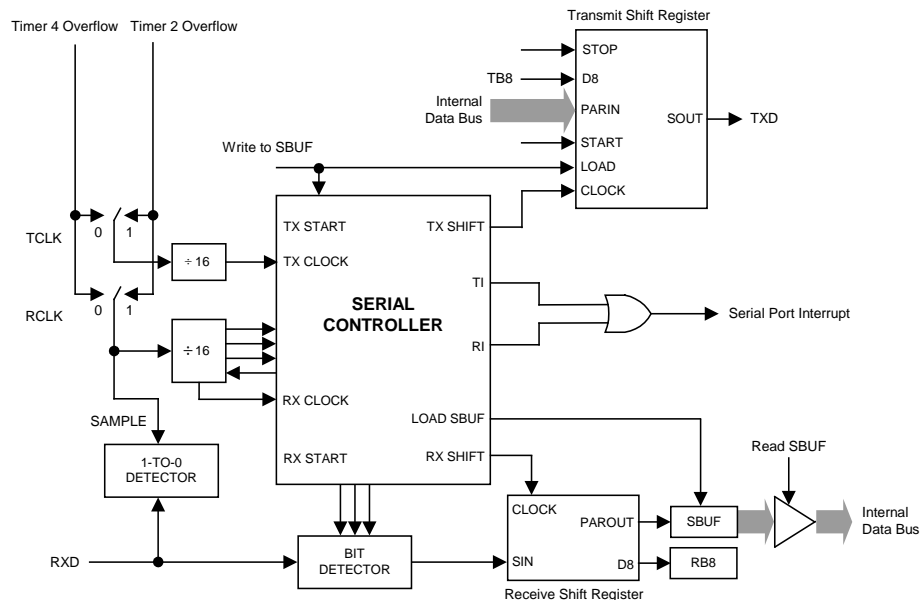 Timer 4 Overflow
Timer 2 Overflow
Transmit Shift Register
STOP
TB8
D8
Internal
Data Bus
PARIN
SOUT
TXD
START
Write to SBUF
LOAD
CLOCK
TX START
TX SHIFT
TCLK
0
1
÷ 16
TX CLOCK
TI
SERIAL
CONTROLLER
Serial Port Interrupt
RCLK
0
1
÷ 16
RI
RX CLOCK
SAMPLE
LOAD SBUF
1-TO-0
DETECTOR
RX START
RX SHIFT
Read SBUF
CLOCK
PAROUT
SBUF
Internal
Data Bus
RXD
BIT
DETECTOR
SIN
D8
RB8
Receive Shift Register